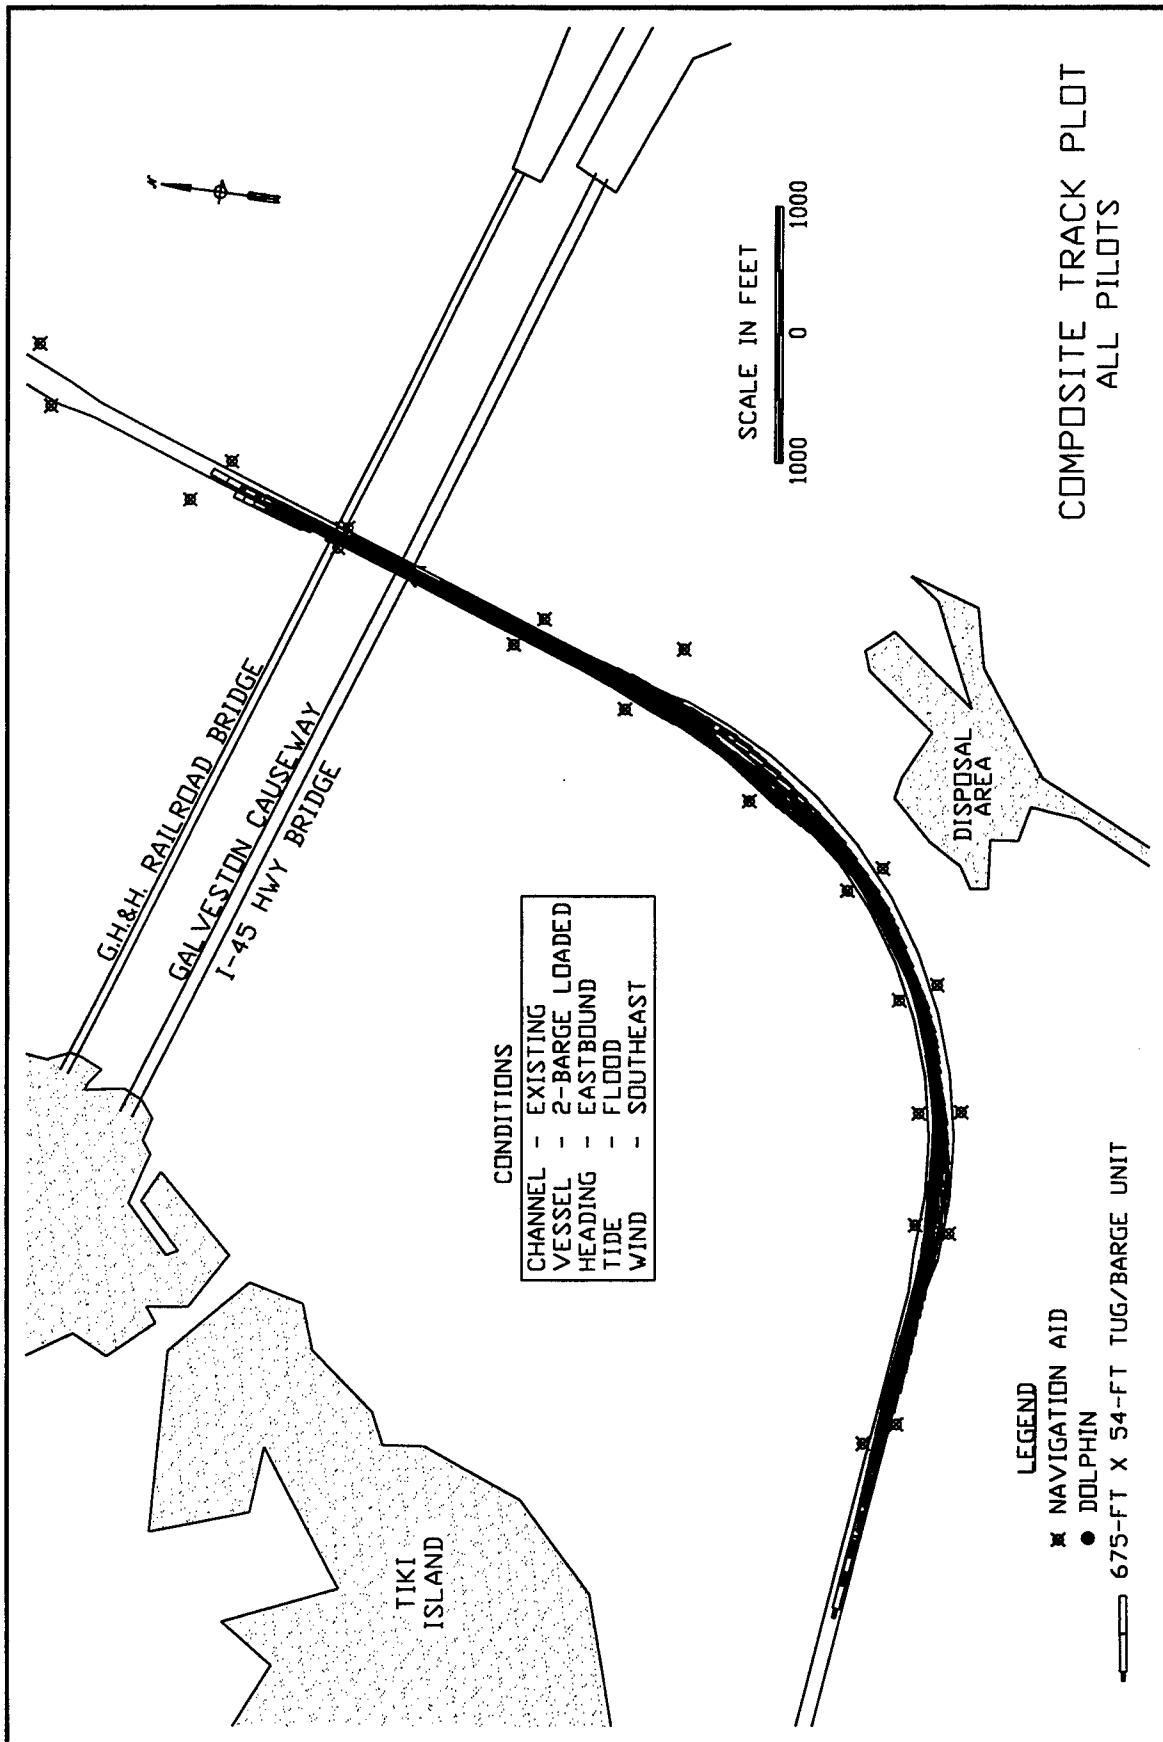 N
G.H.&H. RAILROAD BRIDGE
GALVESTON CAUSEWAY
I-45 HWY BRIDGE
TIKI
ISLAND
CONDITIONS
CHANNEL - EXISTING
VESSEL - 2-BARGE LOADED
HEADING - EASTBOUND
TIDE - FLOOD
WIND - SOUTHEAST
SCALE IN FEET
1000 0 1000
DISPOSAL
AREA
LEGEND
NAVIGATION AID
DOLPHIN
675-FT X 54-FT TUG/BARGE UNIT
COMPOSITE TRACK PLOT
ALL PILOTS